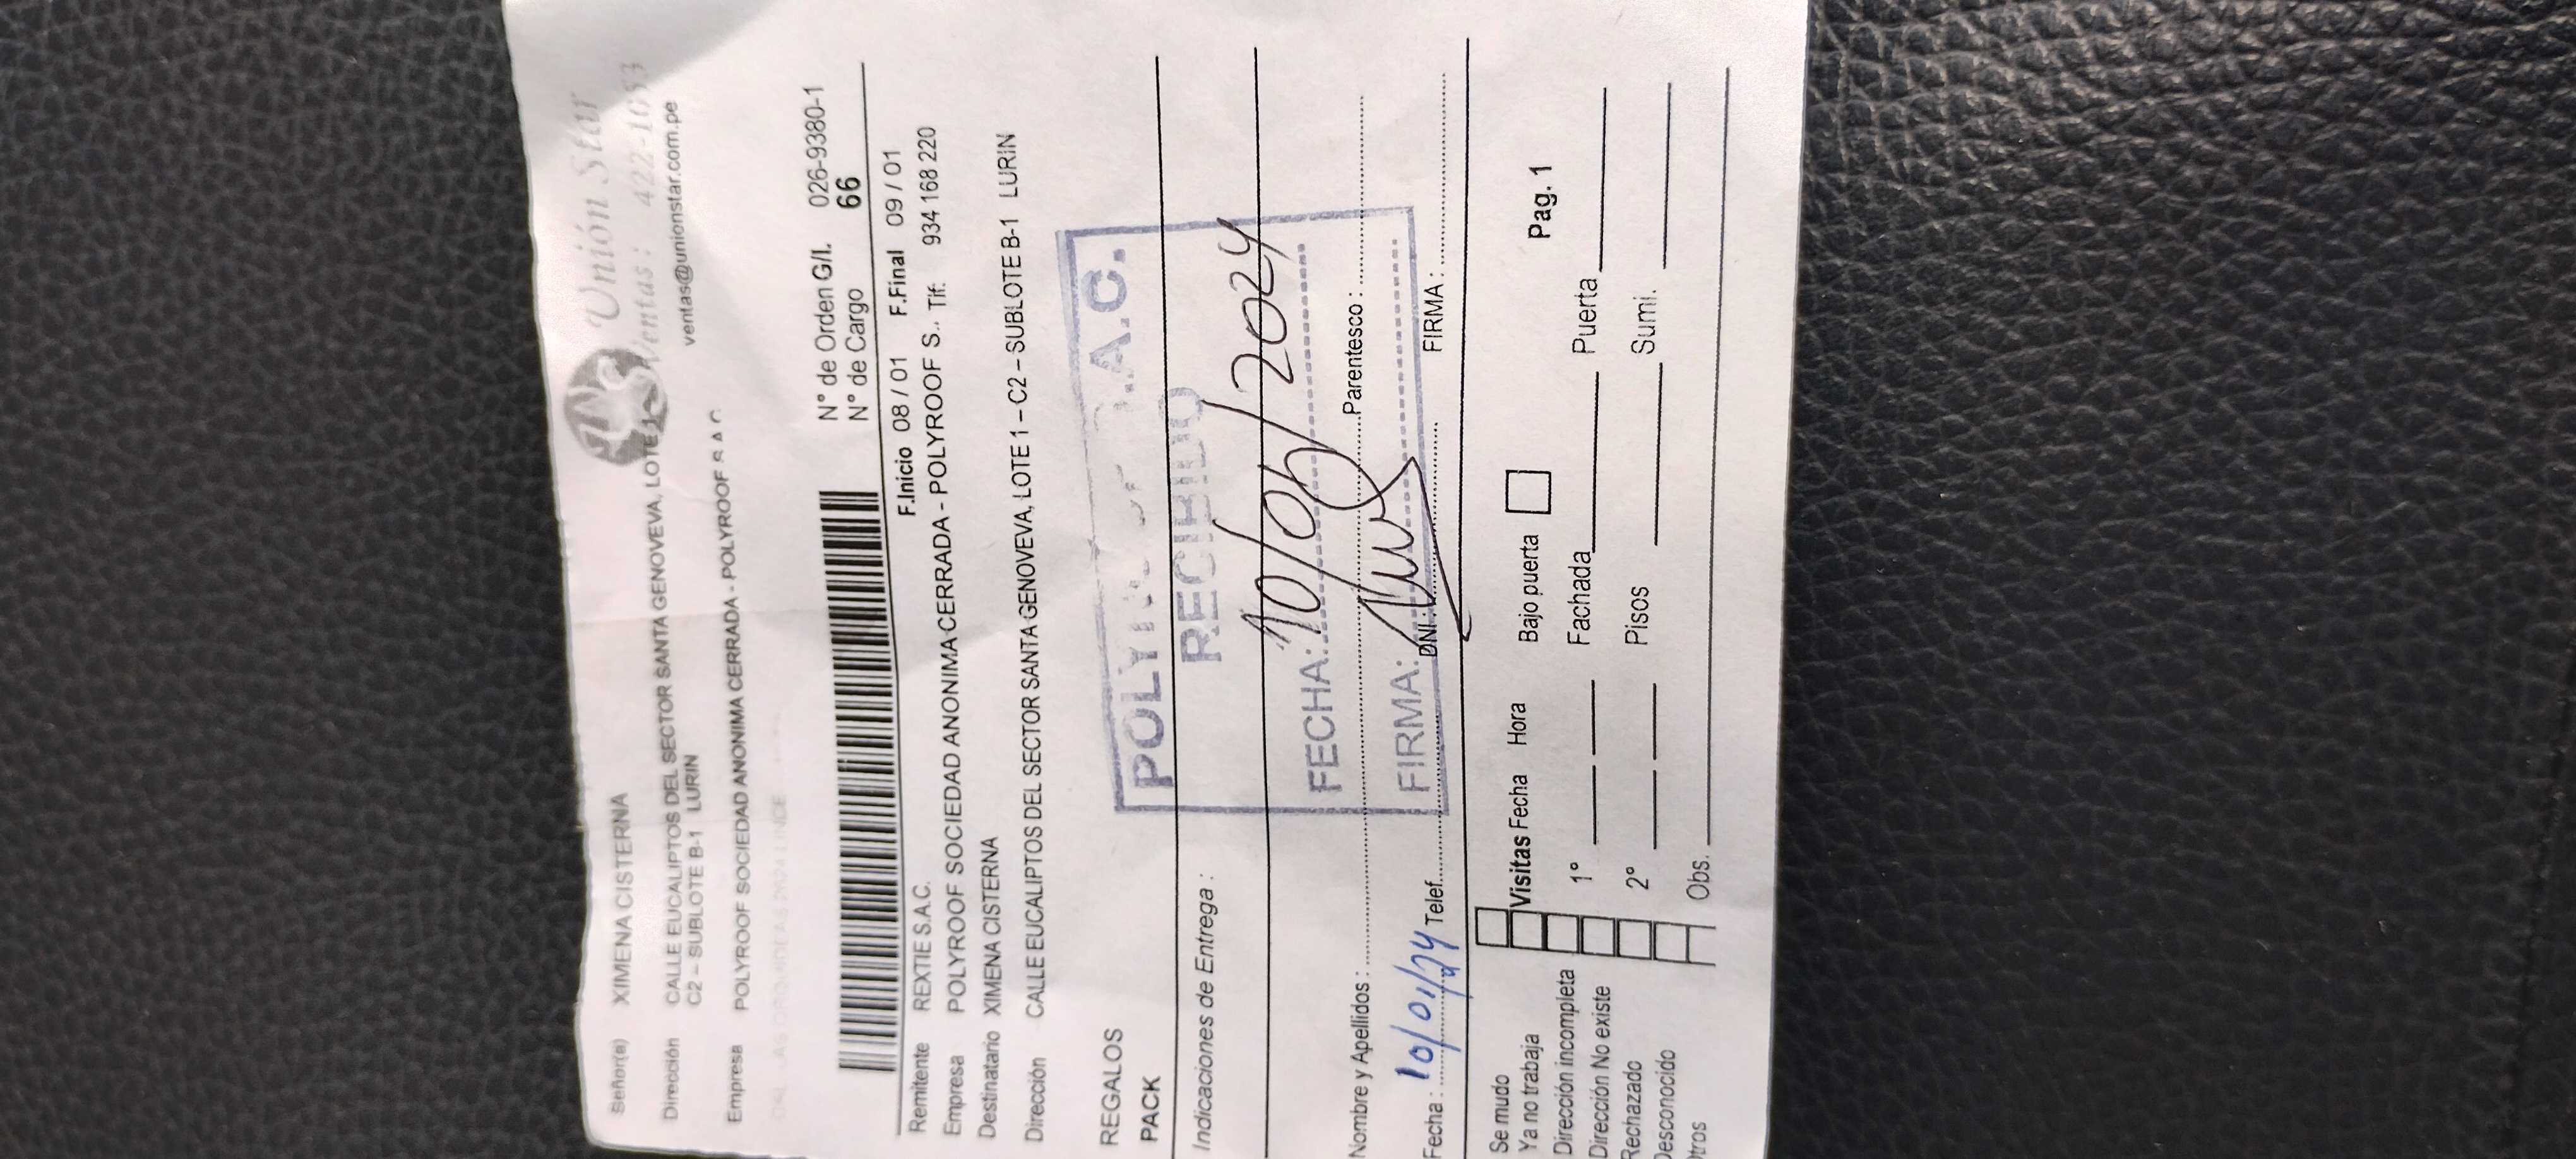 Unión Star
Ventas: 422-1053
ventas@unionstar.com.pe
Señor(a) XIMENA CISTERNA
Dirección CALLE EUCALIPTOS DEL SECTOR SANTA GENOVEVA, LOTE 1
C2 – SUBLOTE B-1 LURIN
Empresa POLYROOF SOCIEDAD ANONIMA CERRADA - POLYROOF S A C
N° de Orden G/I. 026-9380-1
N° de Cargo 66
F.Inicio 08 / 01 F.Final 09 / 01
Remitente REXTIE S.A.C.
Empresa POLYROOF SOCIEDAD ANONIMA CERRADA - POLYROOF S.. Tlf: 934 168 220
Destinatario XIMENA CISTERNA
Dirección CALLE EUCALIPTOS DEL SECTOR SANTA GENOVEVA, LOTE 1 – C2 – SUBLOTE B-1 LURIN
REGALOS
PACK
A.C.
RECIBIDO
Indicaciones de Entrega :
FECHA: 10/01/2024
Nombre y Apellidos : Parentesco :
FIRMA:
Fecha : 10/01/24 Telef. DNI: FIRMA :
Se mudo
Ya no trabaja
Dirección incompleta
Dirección No existe
Rechazado
Desconocido
Otros
Visitas Fecha Hora Bajo puerta Pag. 1
1° Fachada Puerta
2° Pisos Sumi.
Obs.